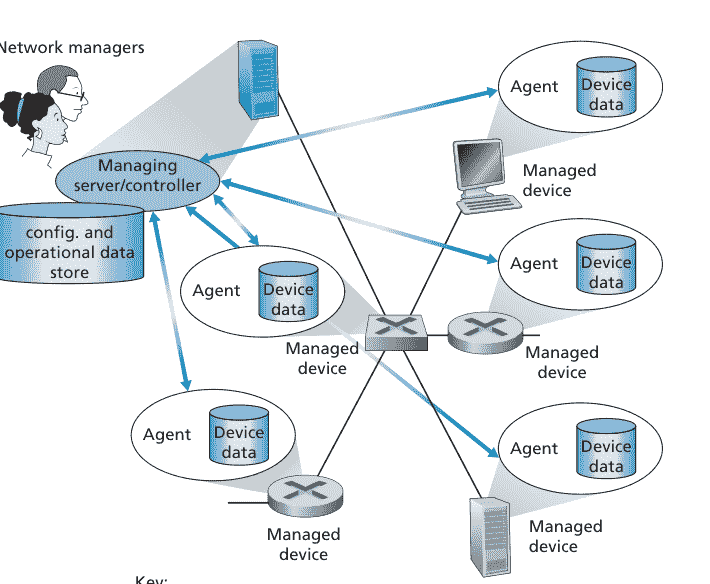 Network managers
Managing
server/controller
config. and
operational data
store
Agent
Device
data
Managed
device
Agent
Device
data
Managed
device
Agent
Device
data
Managed
device
Agent
Device
data
Managed
device
Agent
Device
data
Managed
device
Key: